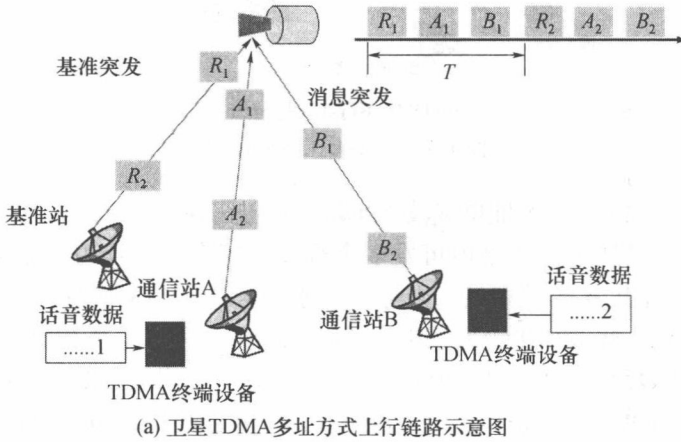 R₁ A₁ B₁ R₂ A₂ B₂
T
基准突发
R₁
A₁
消息突发
B₁
R₂
基准站
A₂
B₂
通信站A
通信站B
话音数据
......1
TDMA终端设备
话音数据
......2
TDMA终端设备
(a) 卫星TDMA多址方式上行链路示意图